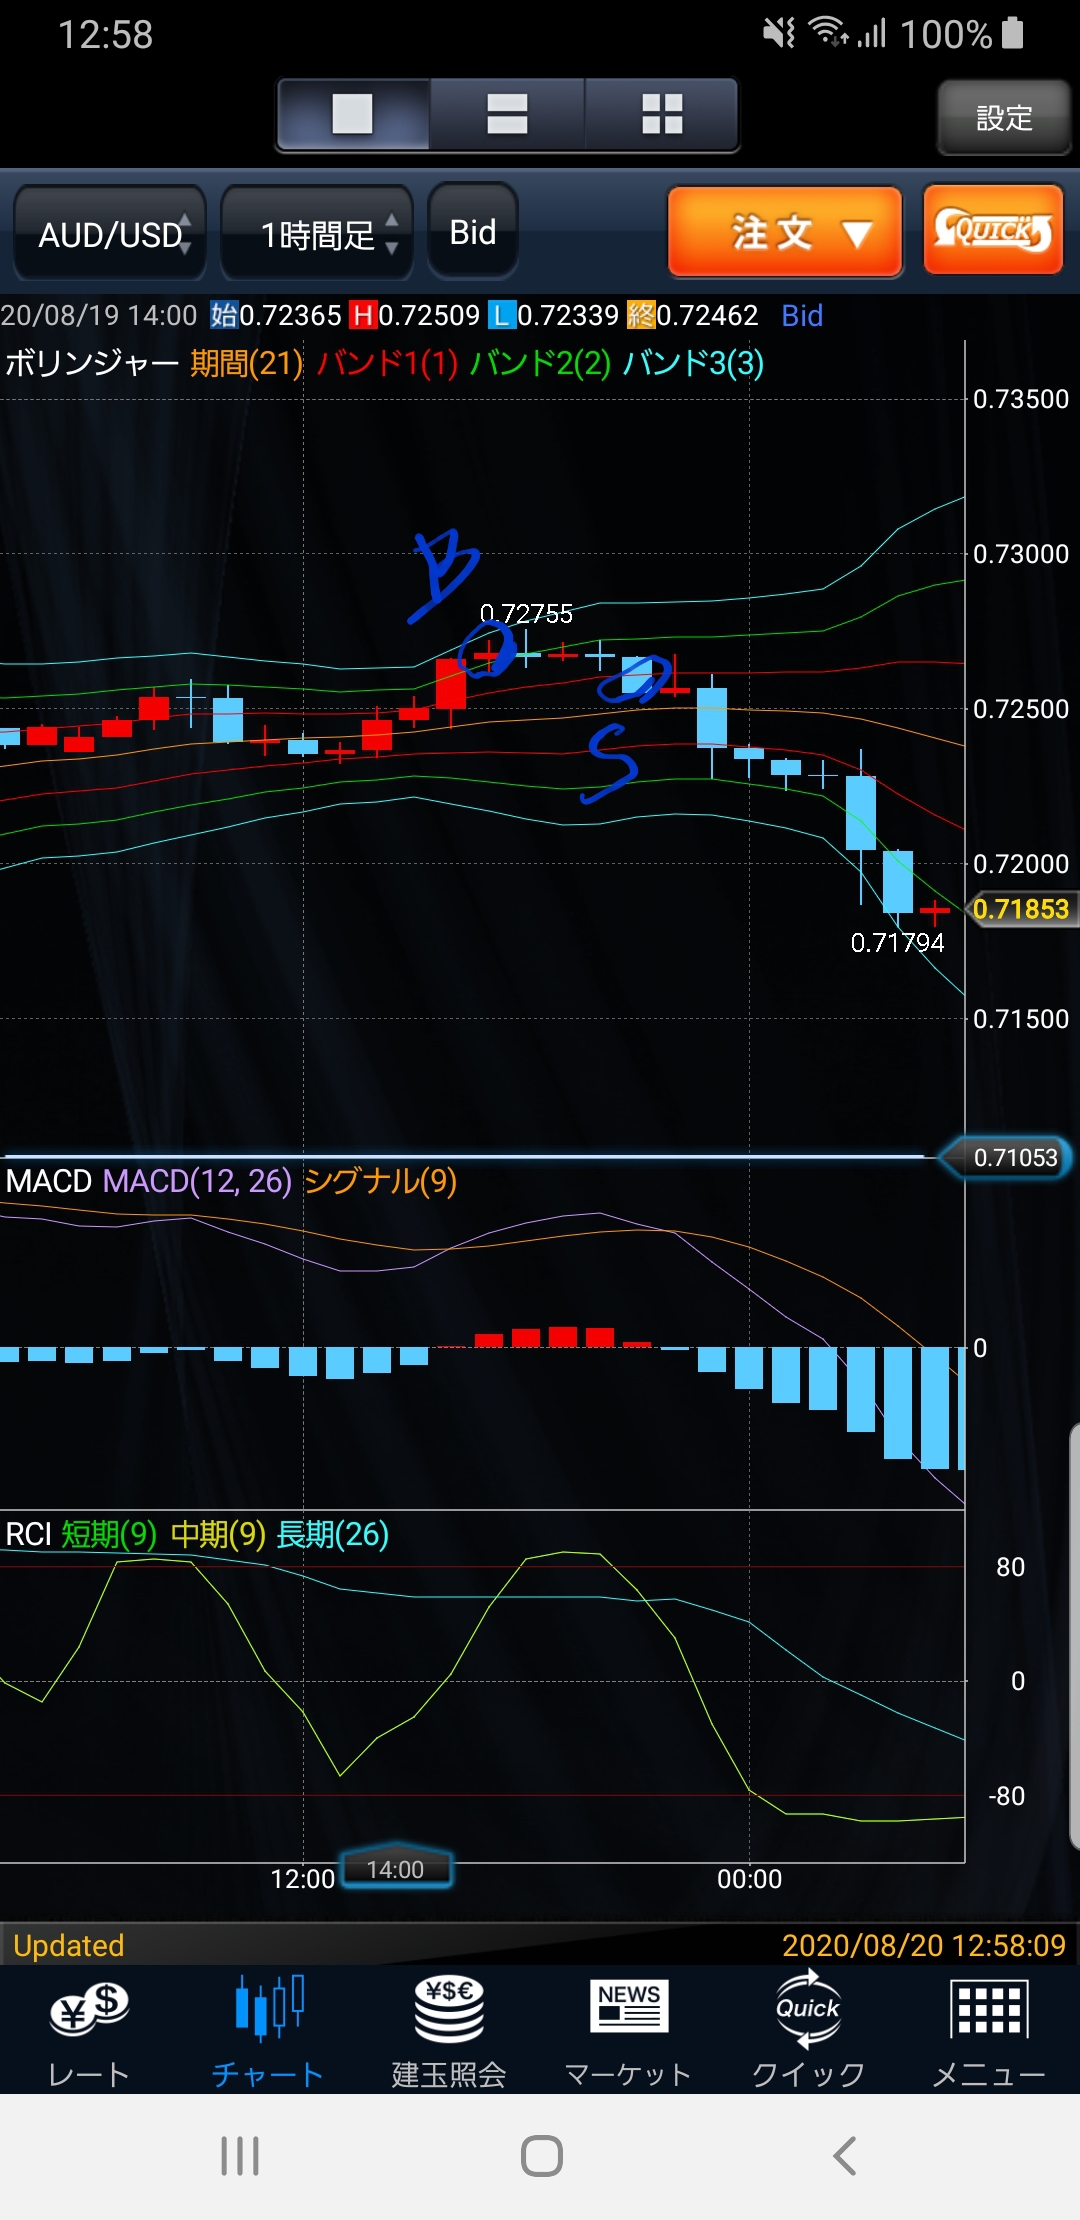 12:58 100%
設定
AUD/USD 1時間足 Bid 注文 ▼ QUICK
20/08/19 14:00 始0.72365 H0.72509 L0.72339 終0.72462 Bid
ボリンジャー 期間(21) バンド1(1) バンド2(2) バンド3(3)
0.73500
0.73000
B
0.72755
0.72500
S
0.72000
0.71853
0.71794
0.71500
0.71053
MACD MACD(12, 26) シグナル(9)
0
RCI 短期(9) 中期(9) 長期(26)
80
0
-80
12:00 14:00 00:00
Updated 2020/08/20 12:58:09
¥$ ¥$€ NEWS Quick
レート チャート 建玉照会 マーケット クイック メニュー